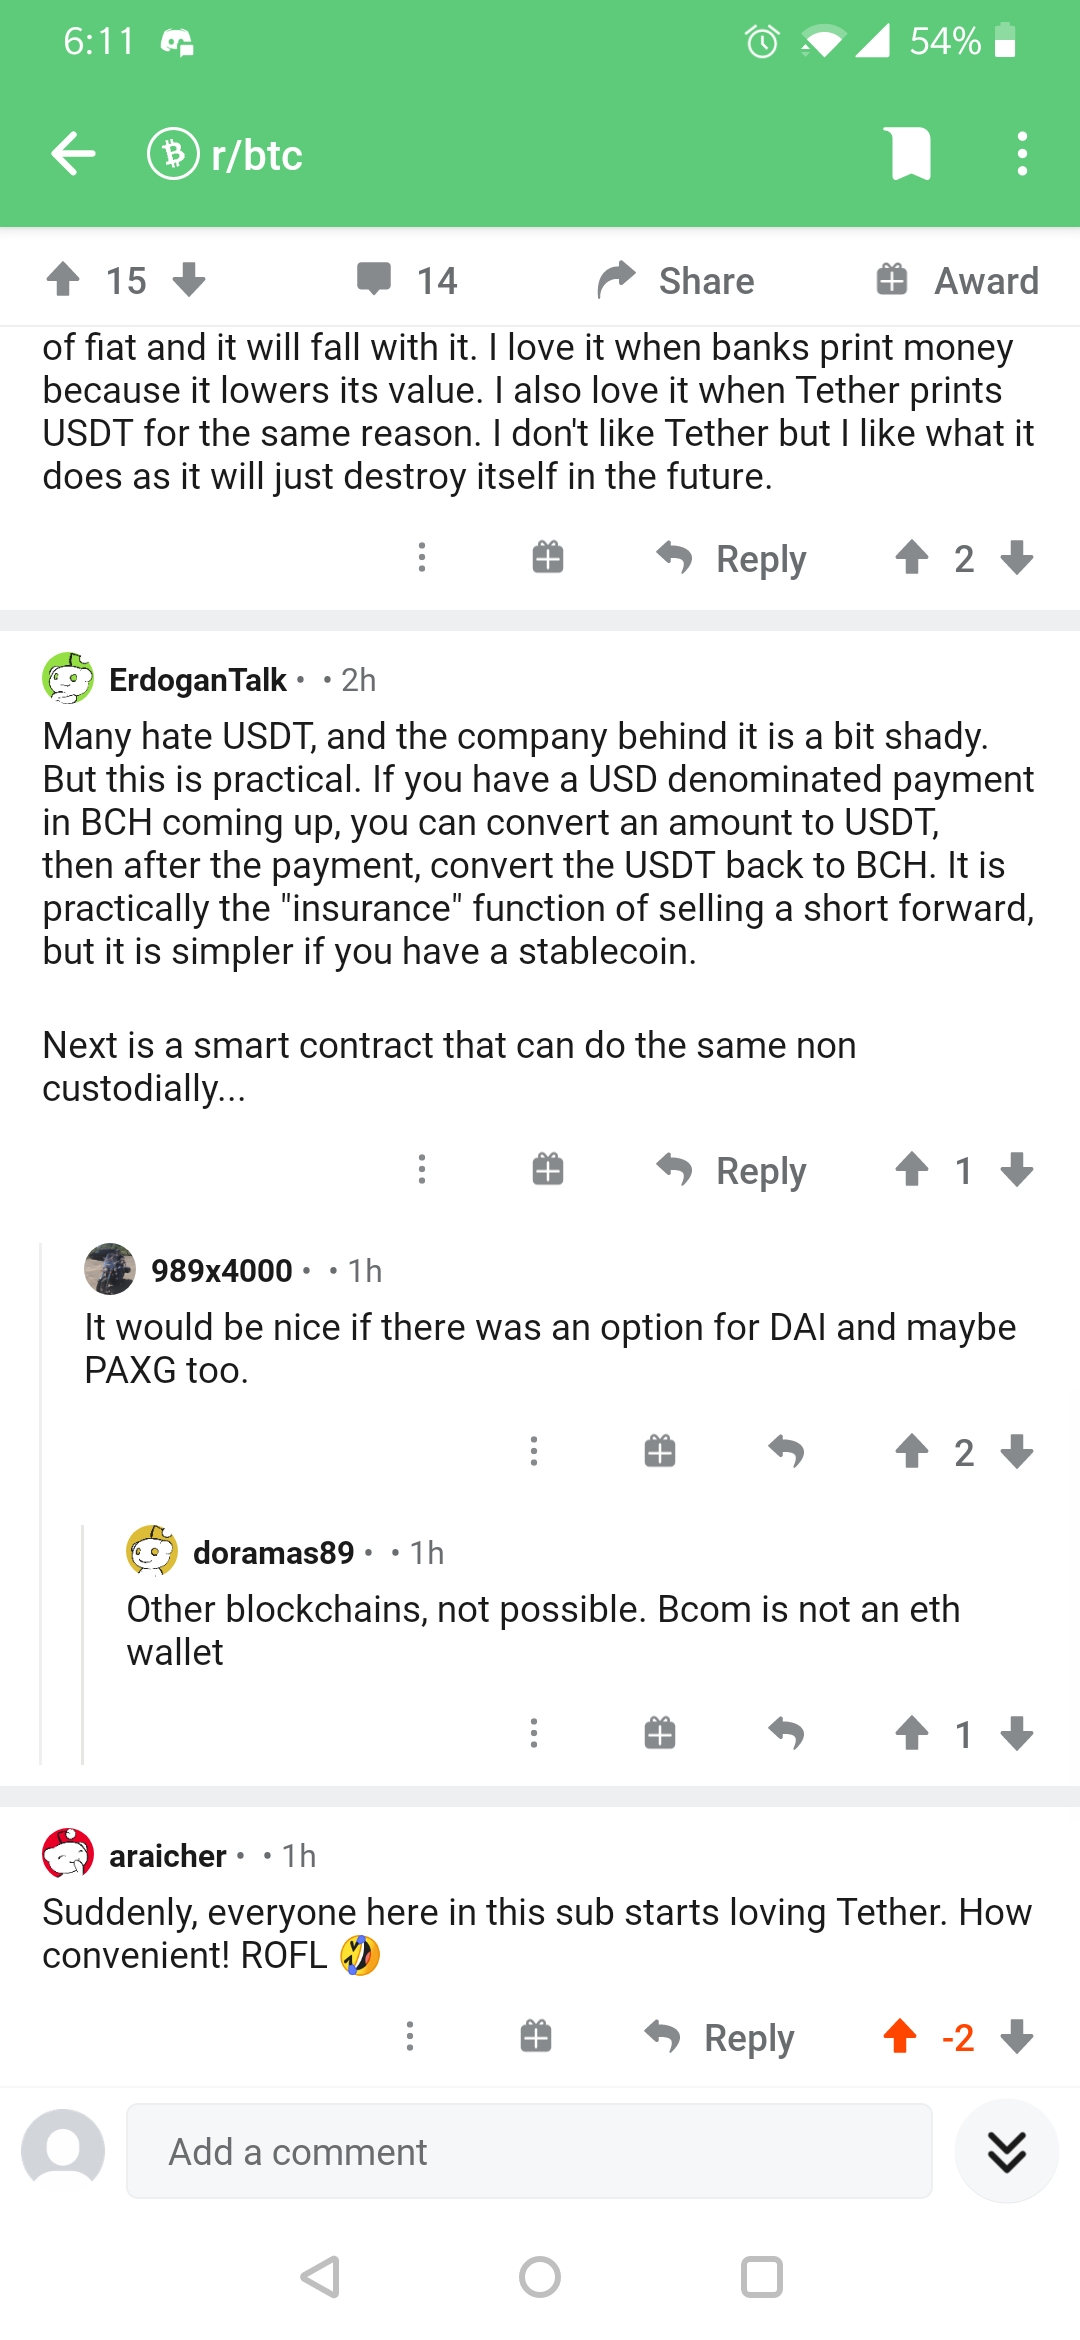 6:11
54%
r/btc
15
14
Share
Award
of fiat and it will fall with it. I love it when banks print money
because it lowers its value. I also love it when Tether prints
USDT for the same reason. I don't like Tether but I like what it
does as it will just destroy itself in the future.
Reply
2
ErdoganTalk • • 2h
Many hate USDT, and the company behind it is a bit shady.
But this is practical. If you have a USD denominated payment
in BCH coming up, you can convert an amount to USDT,
then after the payment, convert the USDT back to BCH. It is
practically the "insurance" function of selling a short forward,
but it is simpler if you have a stablecoin.
Next is a smart contract that can do the same non
custodially...
Reply
1
989x4000 • • 1h
It would be nice if there was an option for DAI and maybe
PAXG too.
2
doramas89 • • 1h
Other blockchains, not possible. Bcom is not an eth
wallet
1
araicher • • 1h
Suddenly, everyone here in this sub starts loving Tether. How
convenient! ROFL 🤣
Reply
-2
Add a comment